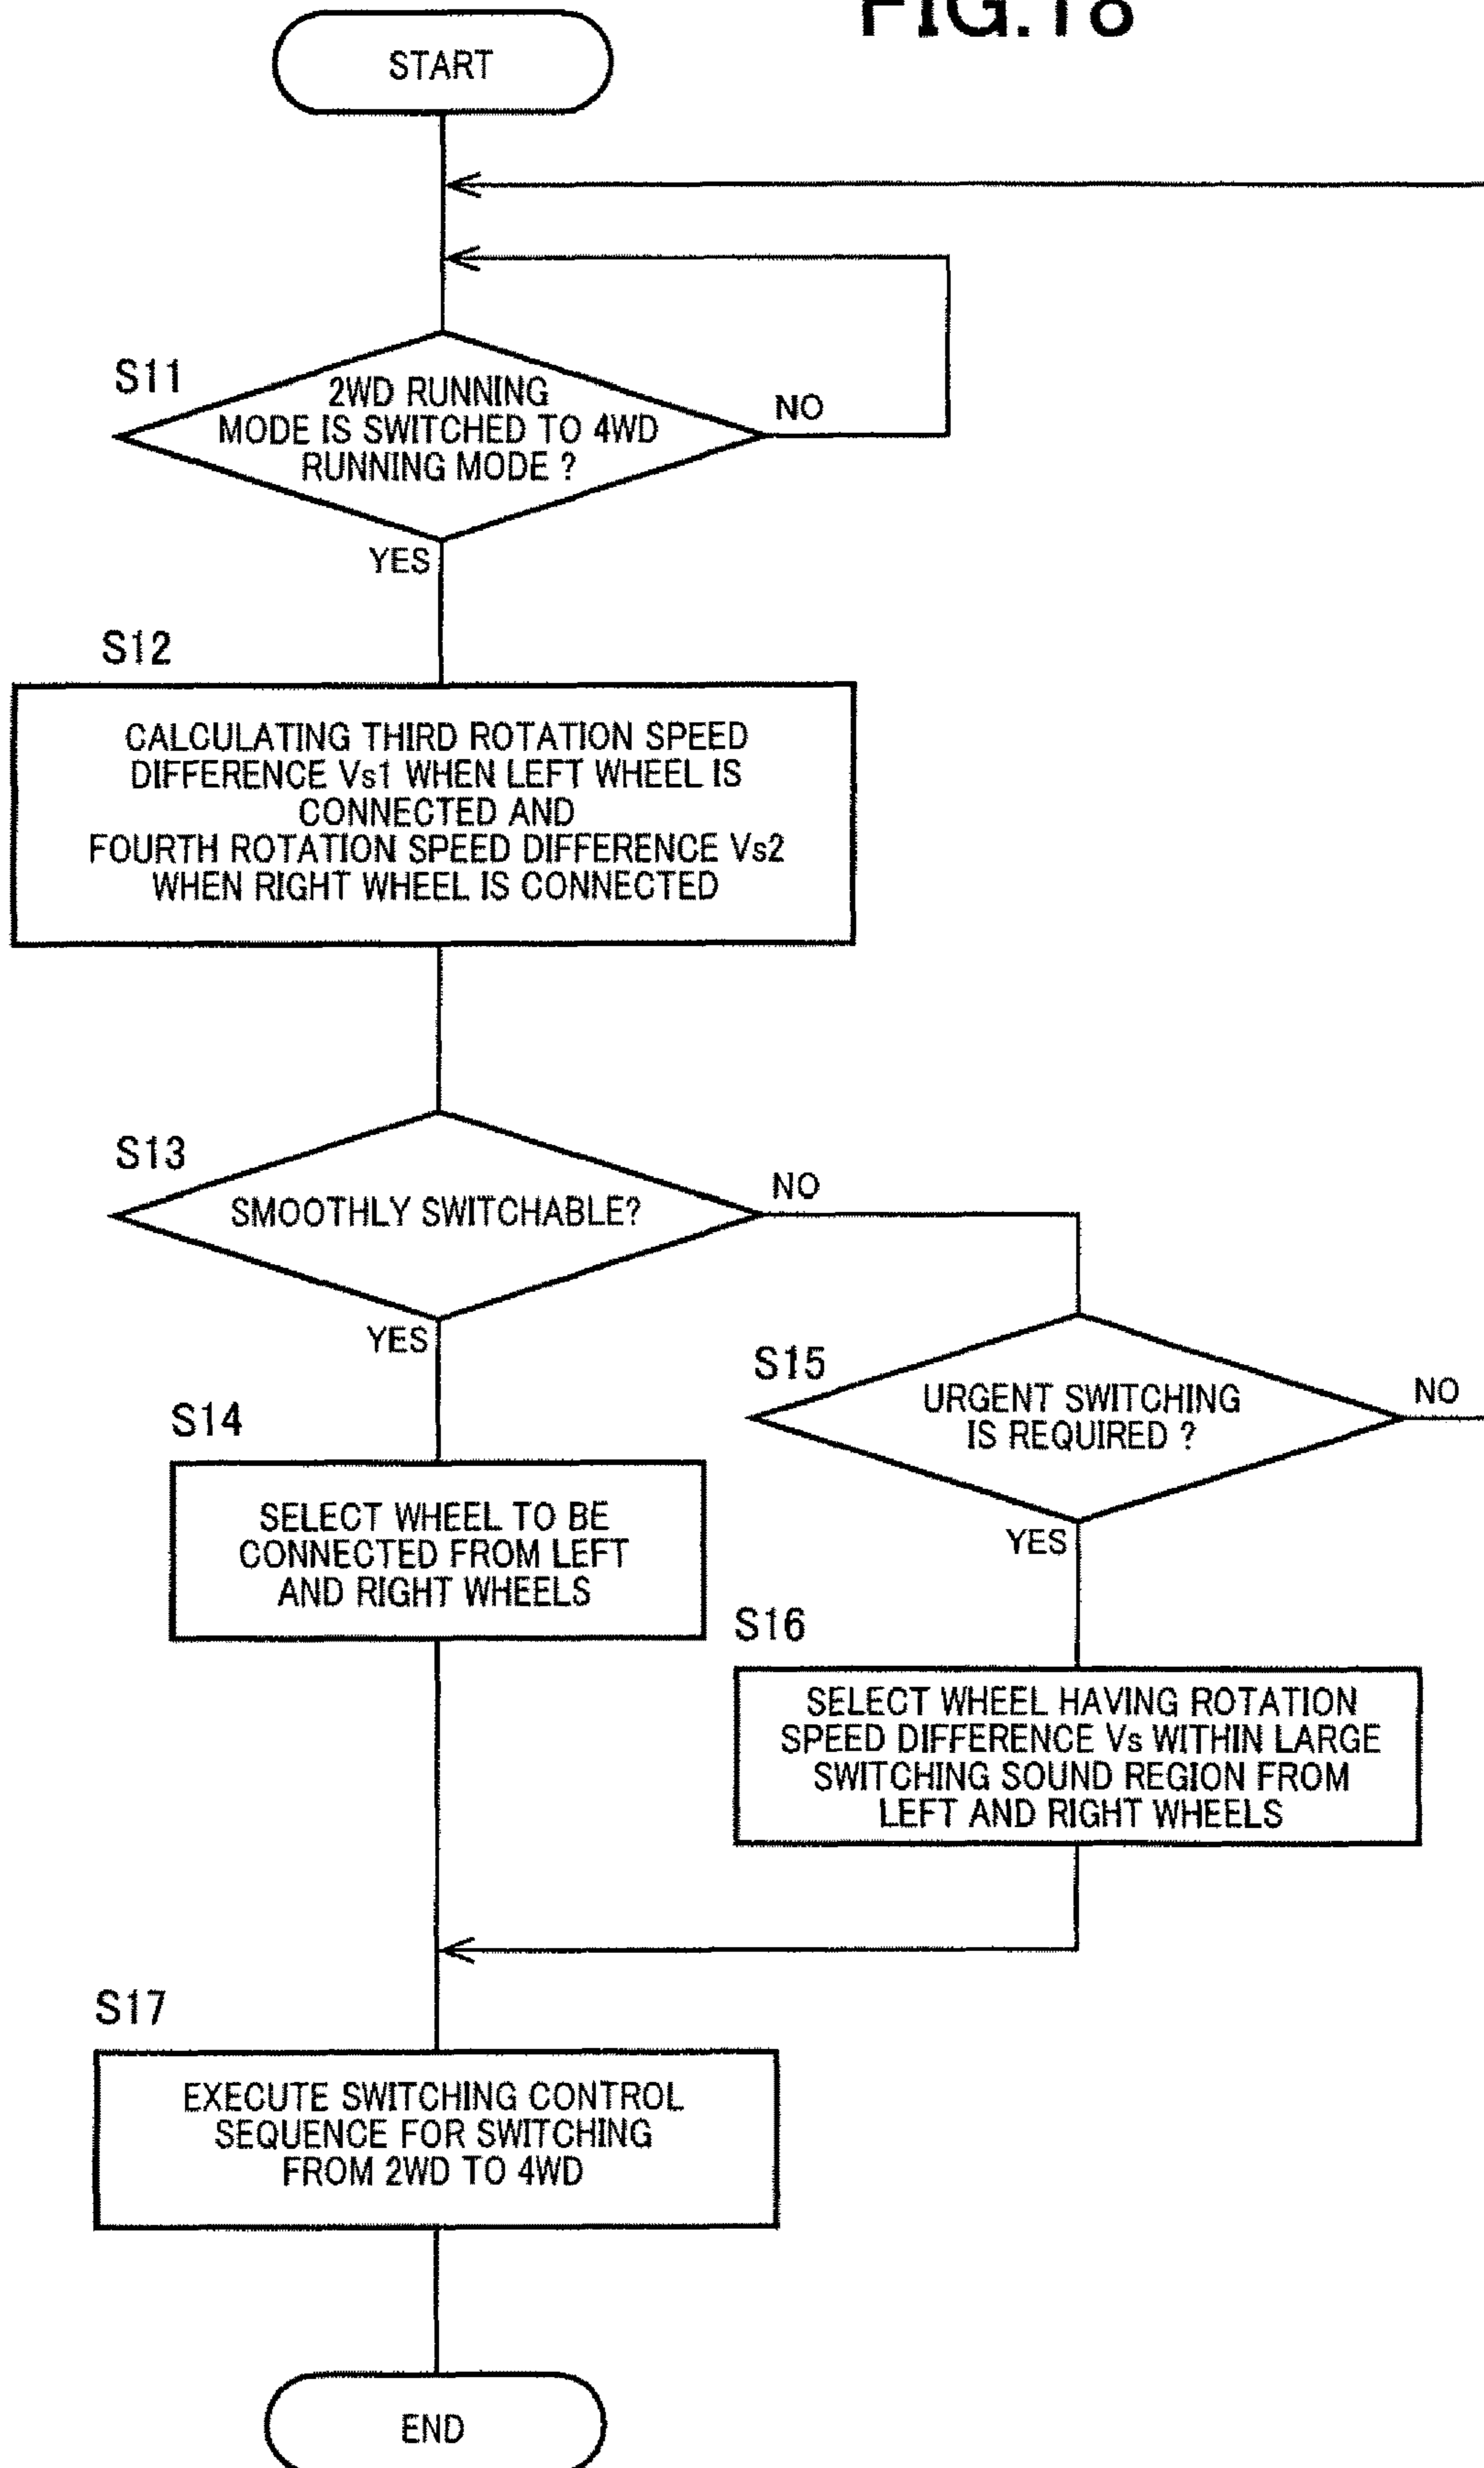 FIG.18
START
S11
2WD RUNNING
MODE IS SWITCHED TO 4WD
RUNNING MODE ?
NO
YES
S12
CALCULATING THIRD ROTATION SPEED
DIFFERENCE Vs1 WHEN LEFT WHEEL IS
CONNECTED AND
FOURTH ROTATION SPEED DIFFERENCE Vs2
WHEN RIGHT WHEEL IS CONNECTED
S13
SMOOTHLY SWITCHABLE?
NO
YES
S15
URGENT SWITCHING
IS REQUIRED ?
NO
YES
S14
SELECT WHEEL TO BE
CONNECTED FROM LEFT
AND RIGHT WHEELS
S16
SELECT WHEEL HAVING ROTATION
SPEED DIFFERENCE Vs WITHIN LARGE
SWITCHING SOUND REGION FROM
LEFT AND RIGHT WHEELS
S17
EXECUTE SWITCHING CONTROL
SEQUENCE FOR SWITCHING
FROM 2WD TO 4WD
END